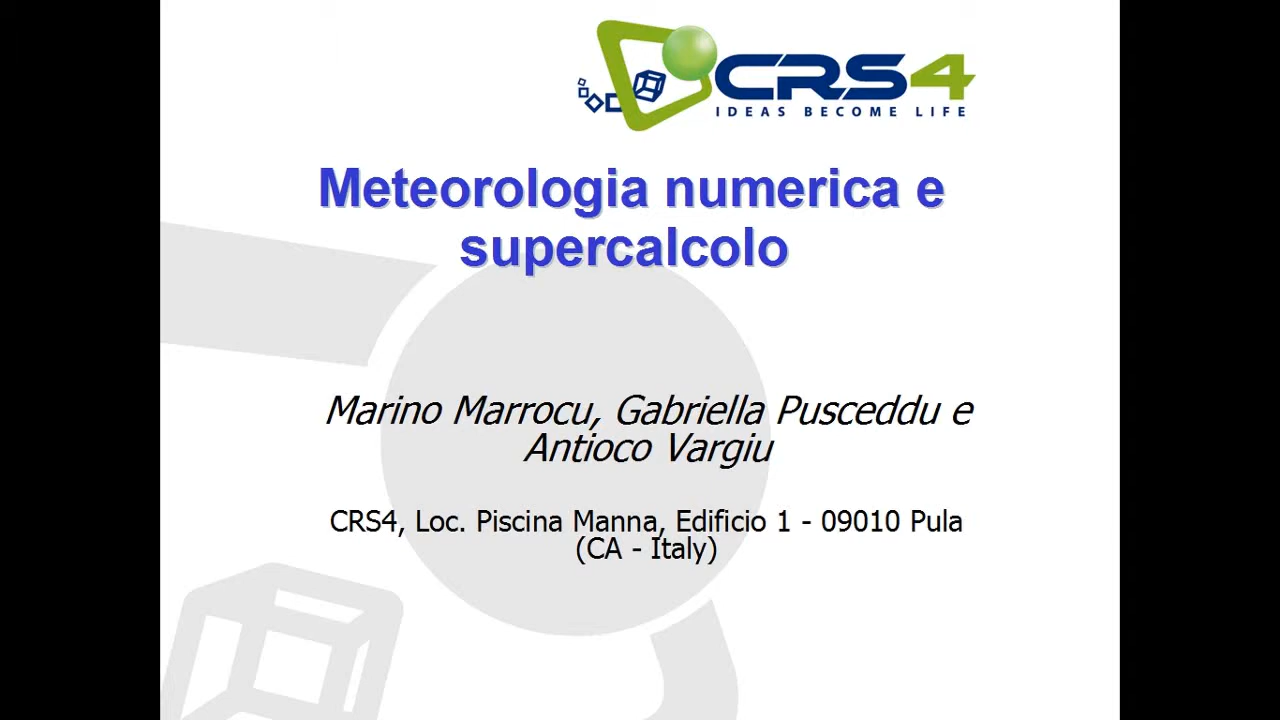 CRS4
IDEAS BECOME LIFE
Meteorologia numerica e
supercalcolo
Marino Marrocu, Gabriella Pusceddu e
Antioco Vargiu
CRS4, Loc. Piscina Manna, Edificio 1 - 09010 Pula
(CA - Italy)